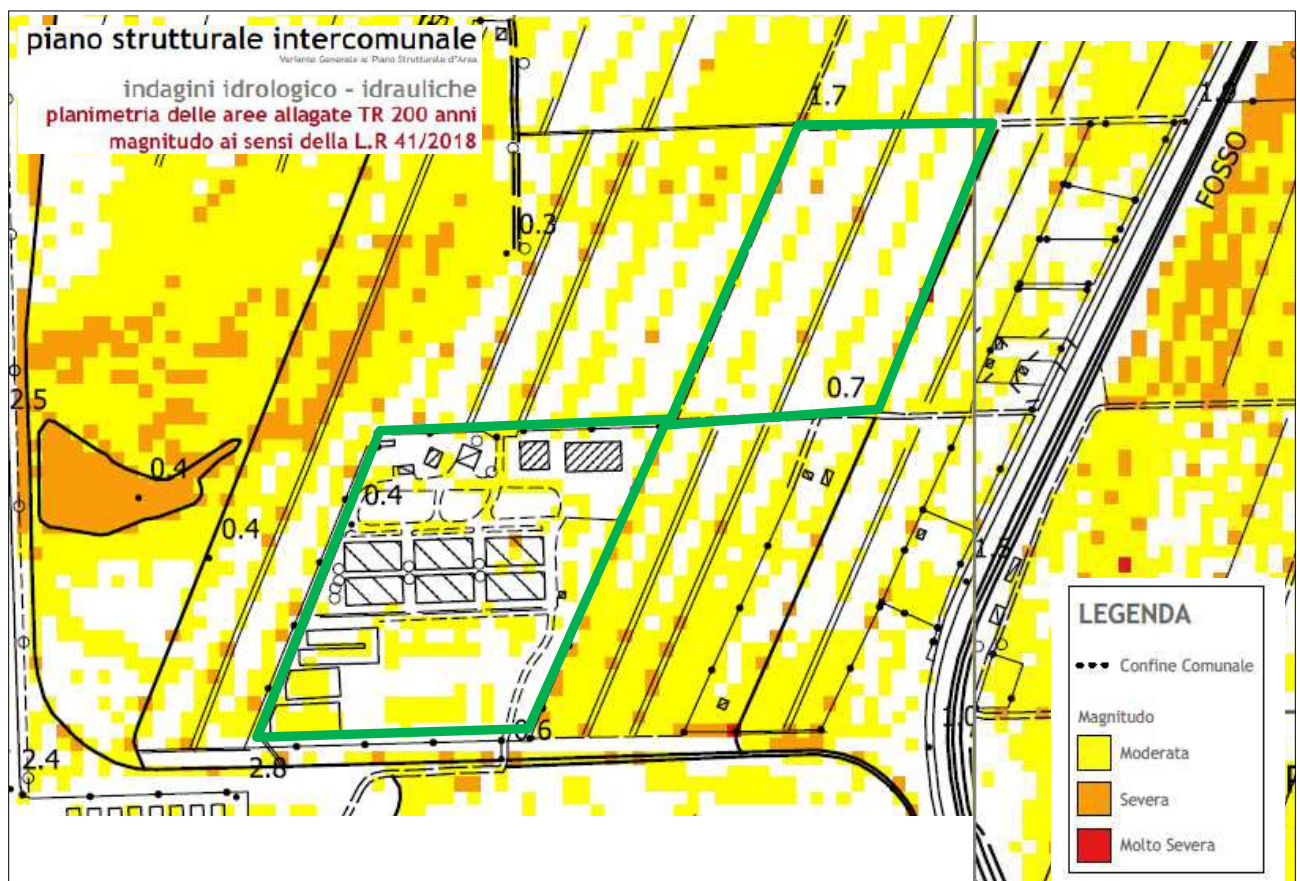 piano strutturale intercomunale
Variante Generale al Piano Strutturale d'Area
indagini idrologico - idrauliche
planimetria delle aree allagate TR 200 anni
magnitudo ai sensi della L.R 41/2018
1.7
FOSSO
0.3
0.7
2.5
0.4
0.4
0.4
0.6
2.4
2.8
LEGENDA
Confine Comunale
Magnitudo
Moderata
Severa
Molto Severa